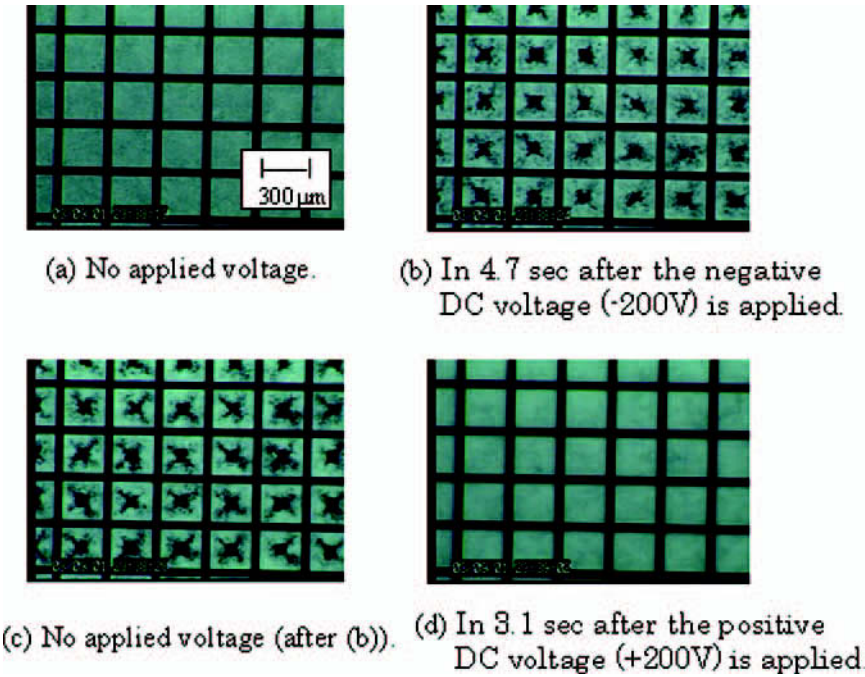 300 μm
(a) No applied voltage.
(b) In 4.7 sec after the negative
DC voltage (-200V) is applied.
(c) No applied voltage (after (b)).
(d) In 3.1 sec after the positive
DC voltage (+200V) is applied.